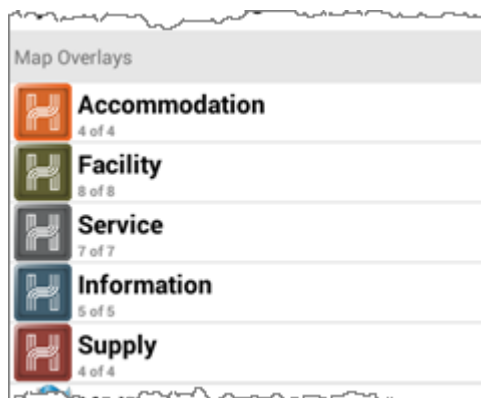 Map Overlays
Accommodation
4 of 4
Facility
8 of 8
Service
7 of 7
Information
5 of 5
Supply
4 of 4